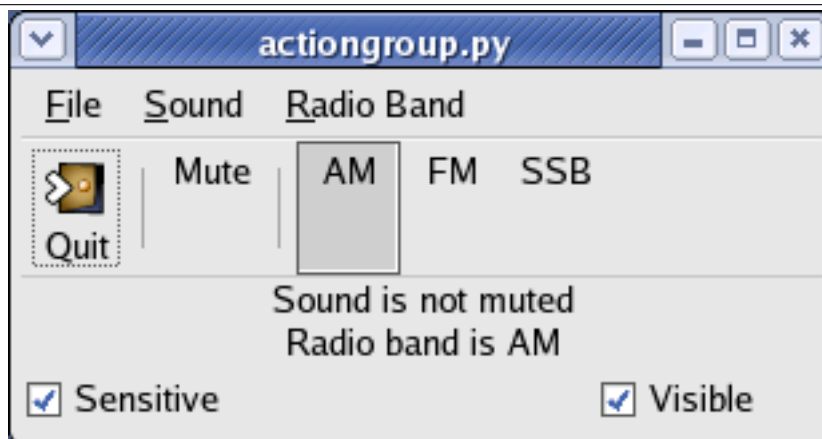 actiongroup.py
File Sound Radio Band
Mute AM FM SSB
Quit
Sound is not muted
Radio band is AM
Sensitive Visible